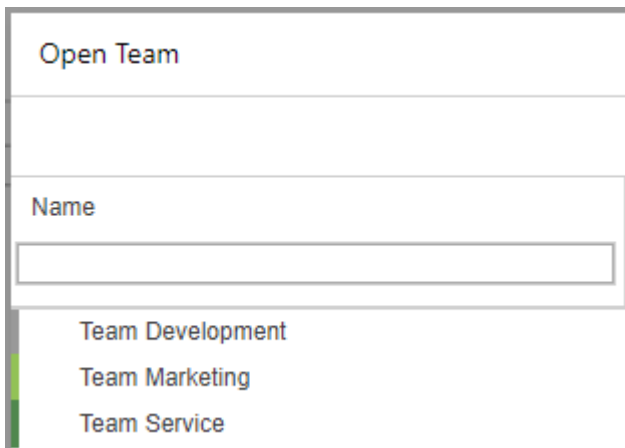 Open Team
Name
Team Development
Team Marketing
Team Service